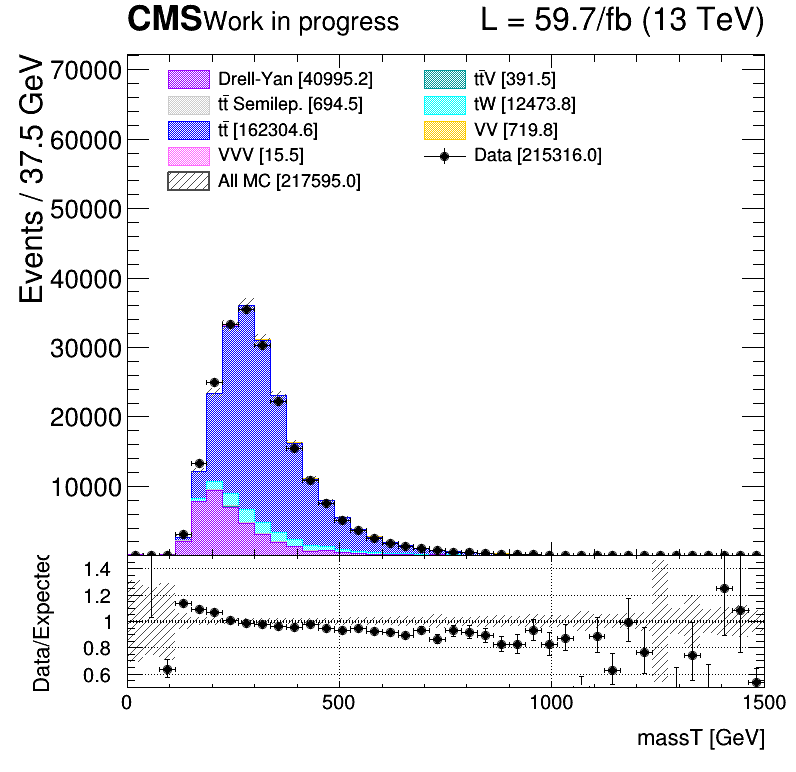 CMS Work in progress L = 59.7/fb (13 TeV)
Events / 37.5 GeV
70000
60000
50000
40000
30000
20000
10000
Drell-Yan [40995.2]
tt̄ Semilep. [694.5]
tt̄ [162304.6]
VVV [15.5]
All MC [217595.0]
tt̄V [391.5]
tW [12473.8]
VV [719.8]
Data [215316.0]
Data/Expected
1.4
1.2
1
0.8
0.6
0 500 1000 1500
massT [GeV]